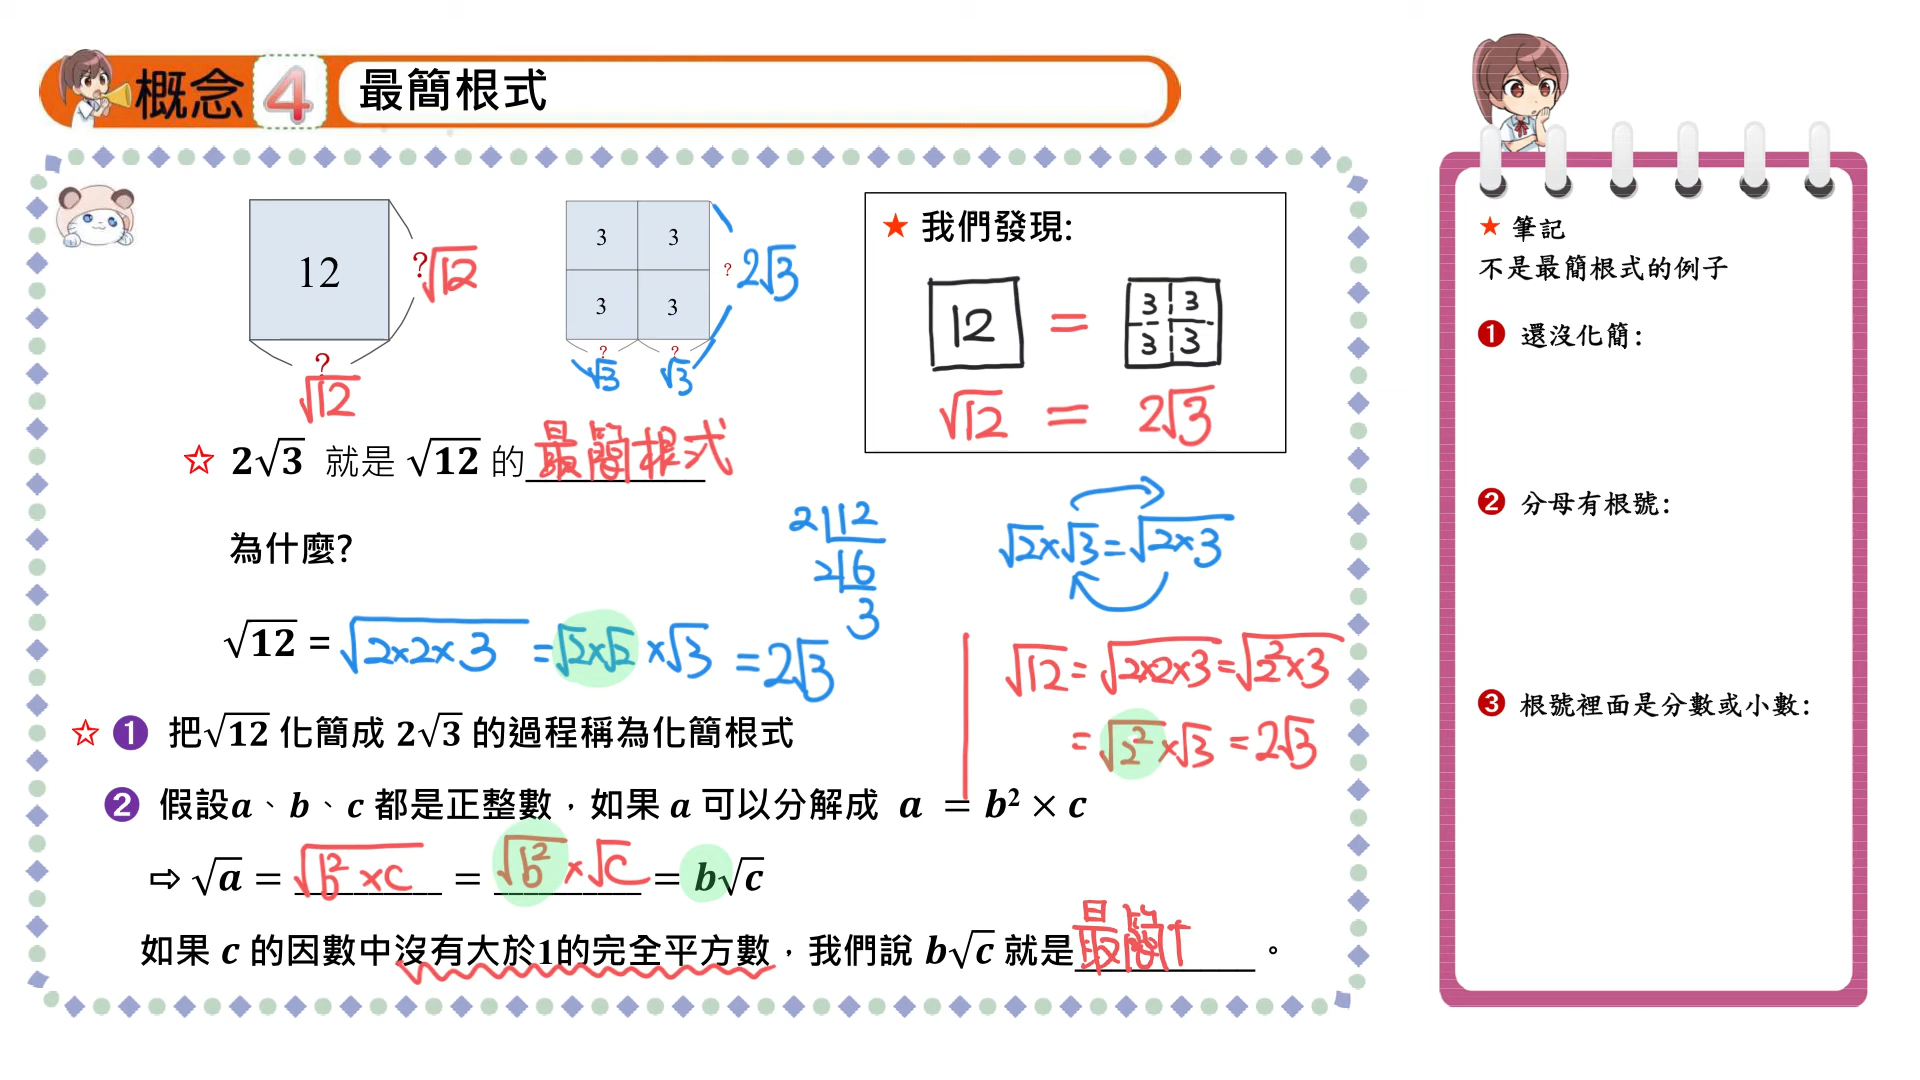 概念 4 最簡根式
12
?
√12
?
√12
3 3
3 3
? 2√3
? ?
√3 √3
★ 我們發現:
12 = 3 3 3 3
√12 = 2√3
☆ 2√3 就是 √12 的最簡根式
為什麼?
2 12
2 6
3
√2×√3=√2×3
√12 = √2×2×3 =√2×√2×√3 =2√3
√12=√2×2×3=√2²×3
=√2²×√3 =2√3
☆ ❶ 把√12 化簡成 2√3 的過程稱為化簡根式
❷ 假設a、b、c 都是正整數，如果 a 可以分解成 a = b² × c
⇨ √a = √b²×c = √b²×√c = b√c
如果 c 的因數中沒有大於1的完全平方數，我們說 b√c 就是最簡。
★ 筆記
不是最簡根式的例子
❶ 還沒化簡：
❷ 分母有根號：
❸ 根號裡面是分數或小數：